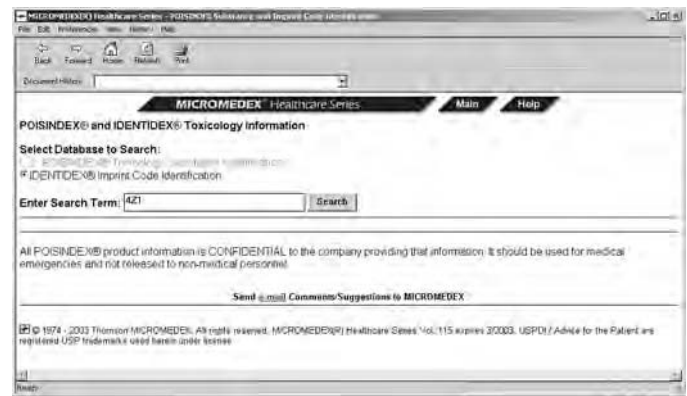 MICROMEDEX(R) Healthcare Series - POISINDEX Substance and Imprint Code Identification
File Edit Preferences View History Help
Back Forward Home Refresh Print
Document History
MICROMEDEX® Healthcare Series Main Help
POISINDEX® and IDENTIDEX® Toxicology Information
Select Database to Search:
POISINDEX®
IDENTIDEX® Imprint Code Identification
Enter Search Term: 4Z1 Search
All POISINDEX® product information is CONFIDENTIAL to the company providing that information. It should be used for medical
emergencies and not released to non-medical personnel.
Send e-mail Comments/Suggestions to MICROMEDEX
© 1974 - 2003 Thomson MICROMEDEX. All rights reserved. MICROMEDEX(R) Healthcare Series Vol. 115 expires 3/2003. USPDI / Advice for the Patient are
registered USP trademarks used herein under license
Ready